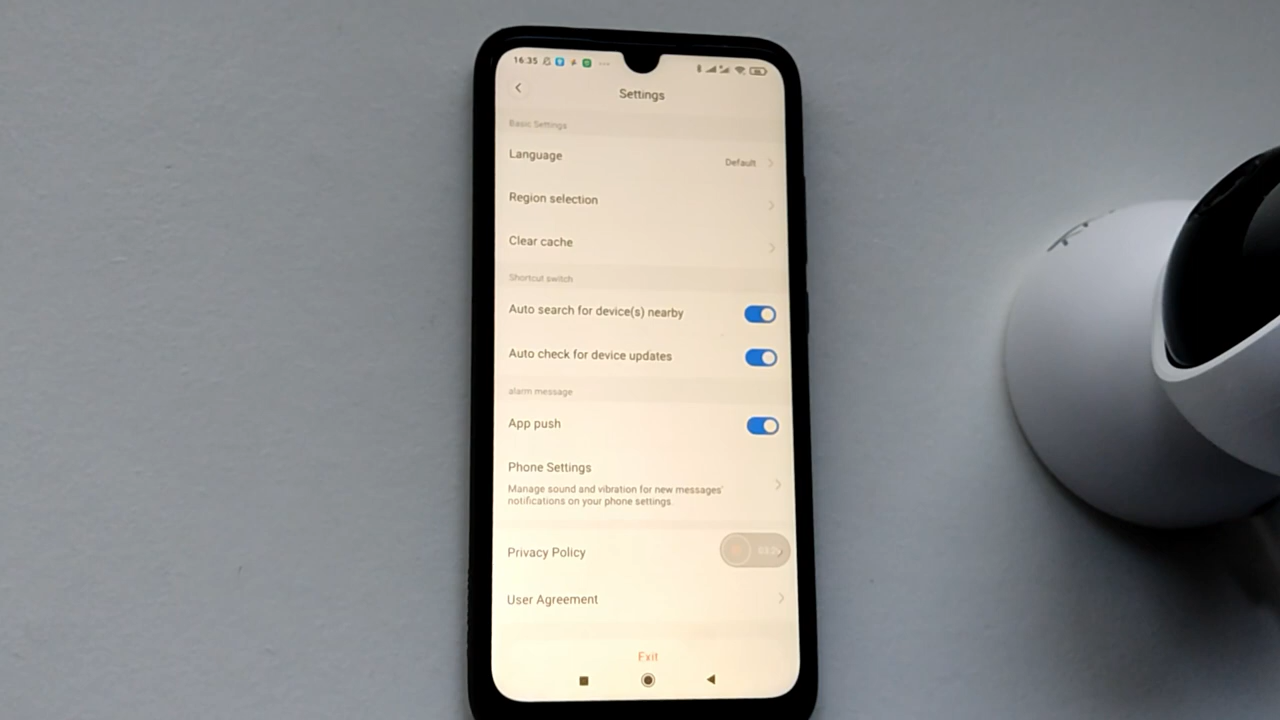 16:35
Settings
Basic Settings
Language
Default
Region selection
Clear cache
Shortcut switch
Auto search for device(s) nearby
Auto check for device updates
alarm message
App push
Phone Settings
Manage sound and vibration for new messages'
notifications on your phone settings.
Privacy Policy
User Agreement
Exit